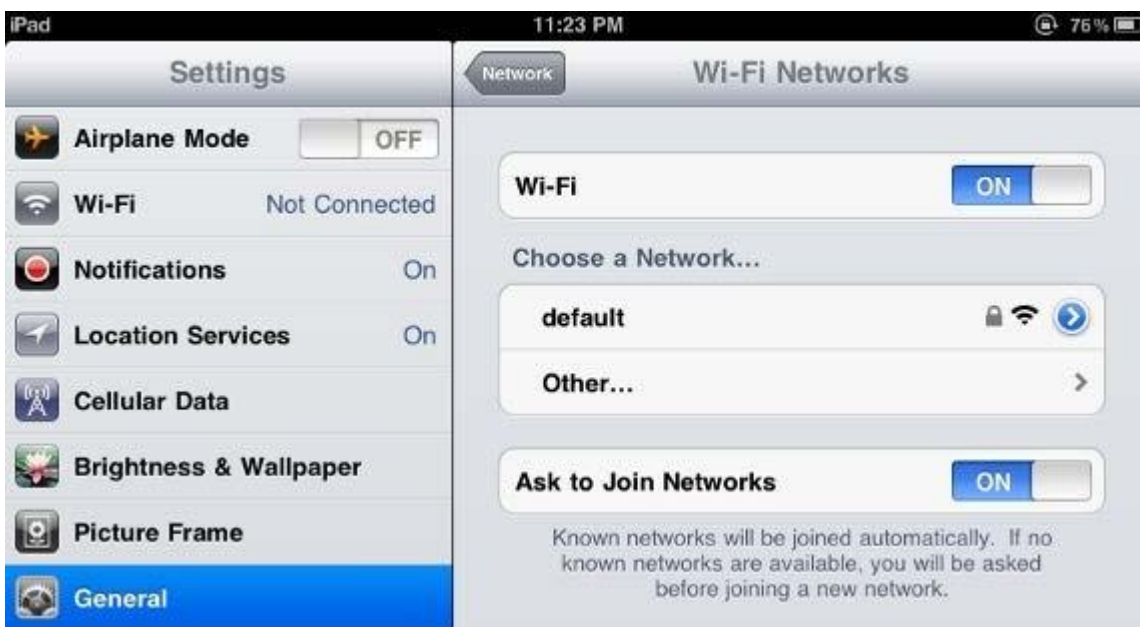 iPad 11:23 PM 76%
Settings
Airplane Mode OFF
Wi-Fi Not Connected
Notifications On
Location Services On
Cellular Data
Brightness & Wallpaper
Picture Frame
General
Network Wi-Fi Networks
Wi-Fi ON
Choose a Network...
default
Other...
Ask to Join Networks ON
Known networks will be joined automatically. If no
known networks are available, you will be asked
before joining a new network.